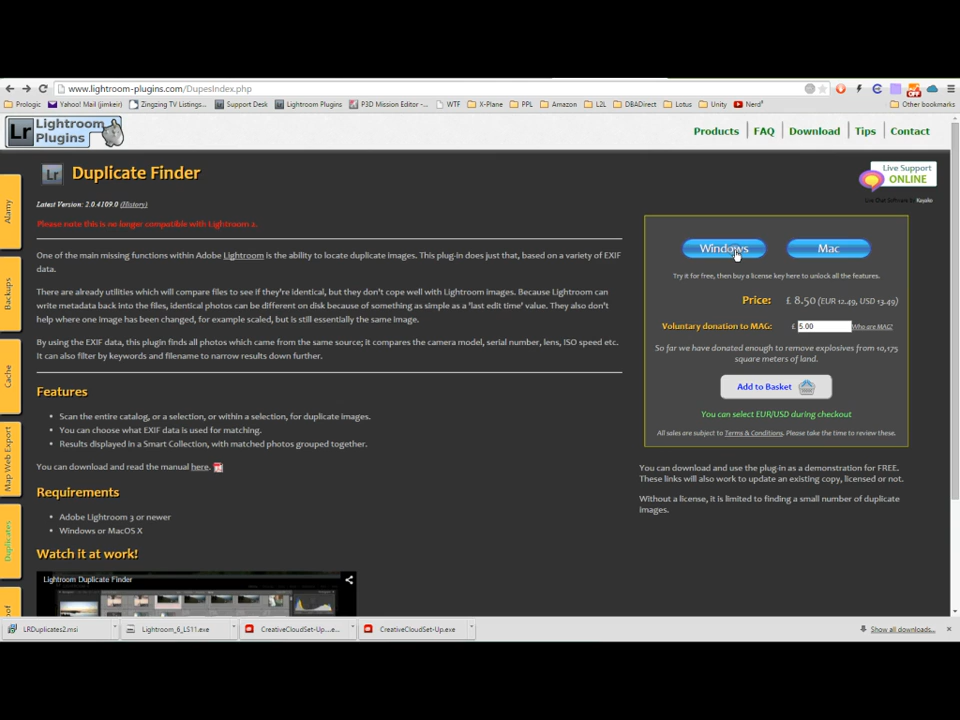 www.lightroom-plugins.com/DupesIndex.php
Prologic Yahoo! Mail (jimkeir) Zingzing TV Listings... Support Desk Lightroom Plugins P3D Mission Editor -... WTF X-Plane PPL Amazon L2L DBADirect Lotus Unity Nerd³ Other bookmarks
Lr Lightroom Plugins
Products FAQ Download Tips Contact
Lr Duplicate Finder
Live Support
ONLINE
Live Chat Software by Kayako
Latest Version: 2.0.4109.0 (History)
Please note this is no longer compatible with Lightroom 2.
One of the main missing functions within Adobe Lightroom is the ability to locate duplicate images. This plug-in does just that, based on a variety of EXIF
data.
There are already utilities which will compare files to see if they're identical, but they don't cope well with Lightroom images. Because Lightroom can
write metadata back into the files, identical photos can be different on disk because of something as simple as a 'last edit time' value. They also don't
help where one image has been changed, for example scaled, but is still essentially the same image.
By using the EXIF data, this plugin finds all photos which came from the same source; it compares the camera model, serial number, lens, ISO speed etc.
It can also filter by keywords and filename to narrow results down further.
Features
Scan the entire catalog, or a selection, or within a selection, for duplicate images.
You can choose what EXIF data is used for matching.
Results displayed in a Smart Collection, with matched photos grouped together.
You can download and read the manual here.
Requirements
Adobe Lightroom 3 or newer
Windows or MacOS X
Watch it at work!
Lightroom Duplicate Finder
Windows Mac
Try it for free, then buy a license key here to unlock all the features.
Price: £ 8.50 (EUR 12.49, USD 13.49)
Voluntary donation to MAG: £ 5.00 Who are MAG?
So far we have donated enough to remove explosives from 10,175
square meters of land.
Add to Basket
You can select EUR/USD during checkout
All sales are subject to Terms & Conditions. Please take the time to review these.
You can download and use the plug-in as a demonstration for FREE.
These links will also work to update an existing copy, licensed or not.
Without a license, it is limited to finding a small number of duplicate
images.
Alamy
Backups
Cache
Map Web Export
Duplicates
LRDuplicates2.msi Lightroom_6_LS11.exe CreativeCloudSet-Up....e... CreativeCloudSet-Up.exe Show all downloads...